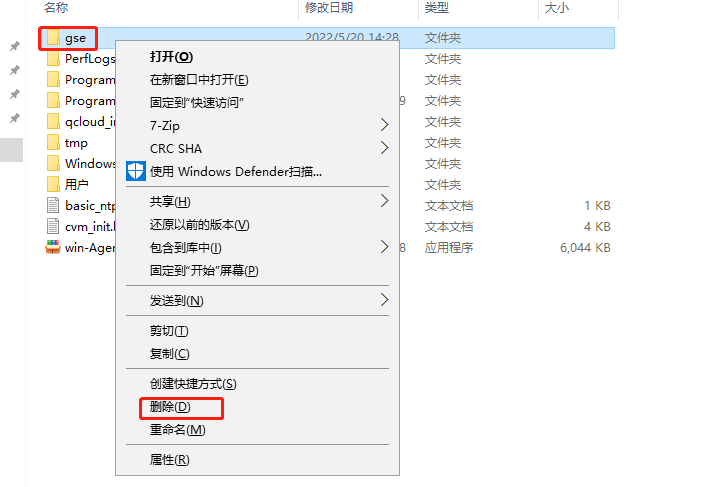 名称 修改日期 类型 大小
gse 2022/5/20 14:28 文件夹
打开(O)
PerfLogs 文件夹
在新窗口中打开(E)
Program 文件夹
固定到“快速访问”
Program 9 文件夹
7-Zip
qcloud_in 文件夹
CRC SHA
tmp 文件夹
Windows 文件夹
使用 Windows Defender扫描...
用户 文件夹
共享(H)
basic_ntp 文本文档 1 KB
还原以前的版本(V)
cvm_init.l 文本文档 4 KB
包含到库中(I)
win-Agen 8 应用程序 6,044 KB
固定到“开始”屏幕(P)
发送到(N)
剪切(T)
复制(C)
创建快捷方式(S)
删除(D)
重命名(M)
属性(R)